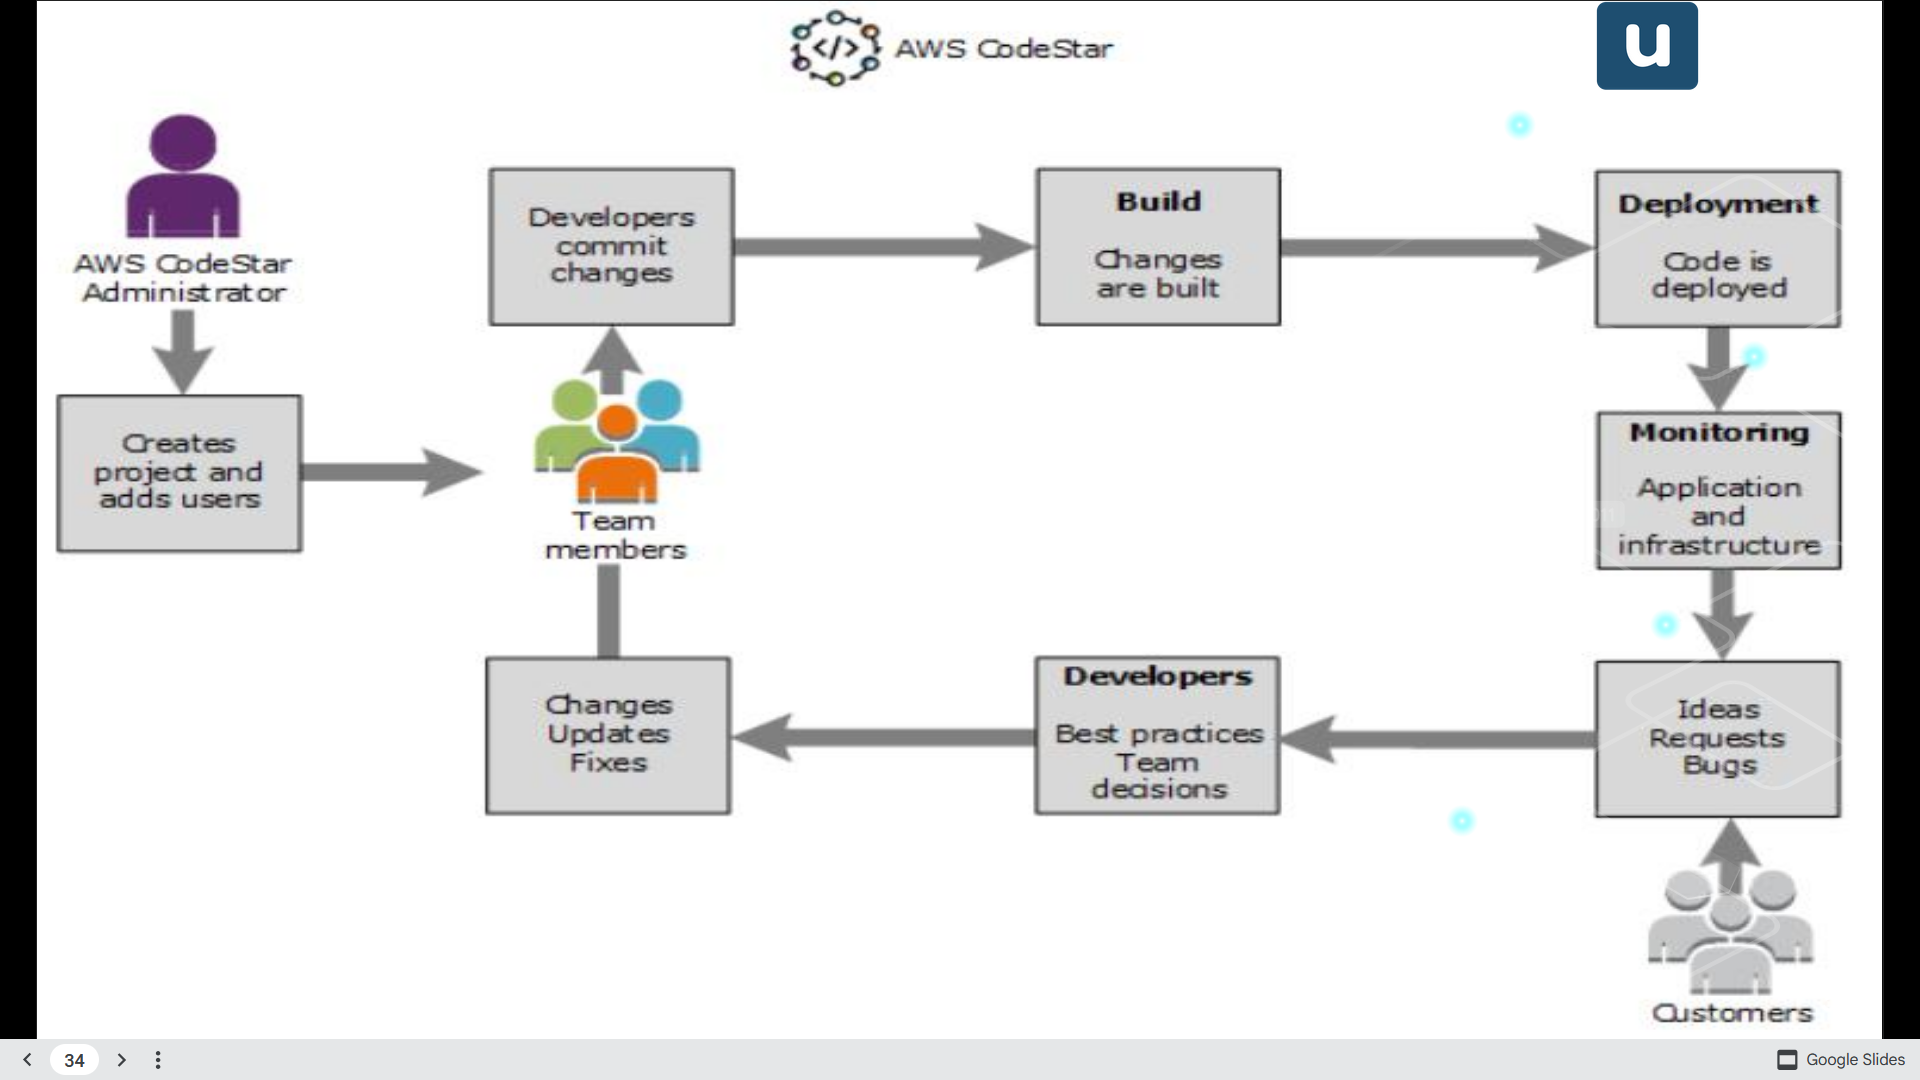 </> AWS CodeStar
u
AWS CodeStar
Administrator
Creates
project and
adds users
Team
members
Developers
commit
changes
Build
Changes
are built
Deployment
Code is
deployed
Monitoring
Application
and
infrastructure
Ideas
Requests
Bugs
Customers
Developers
Best practices
Team
decisions
Changes
Updates
Fixes
34
Google Slides